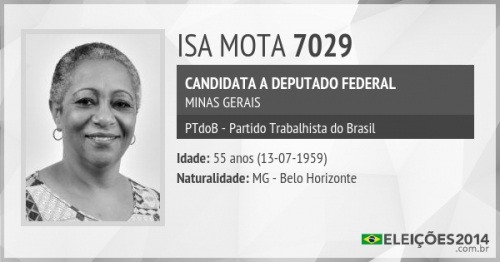 ISA MOTA 7029
CANDIDATA A DEPUTADO FEDERAL
MINAS GERAIS
PTdoB - Partido Trabalhista do Brasil
Idade: 55 anos (13-07-1959)
Naturalidade: MG - Belo Horizonte
ELEIÇÕES2014
.com.br